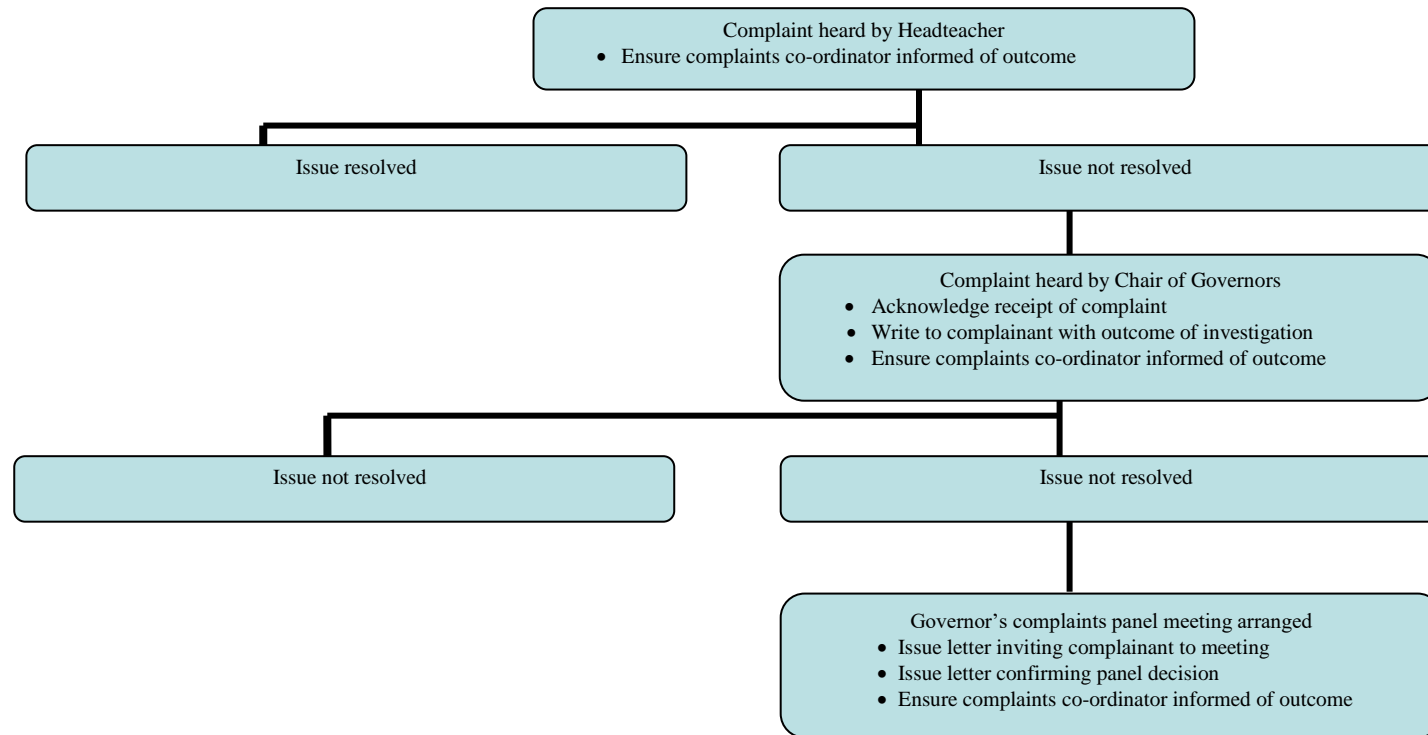 Complaint heard by Headteacher
• Ensure complaints co-ordinator informed of outcome
Issue resolved
Issue not resolved
Complaint heard by Chair of Governors
• Acknowledge receipt of complaint
• Write to complainant with outcome of investigation
• Ensure complaints co-ordinator informed of outcome
Issue not resolved
Issue not resolved
Governor’s complaints panel meeting arranged
• Issue letter inviting complainant to meeting
• Issue letter confirming panel decision
• Ensure complaints co-ordinator informed of outcome